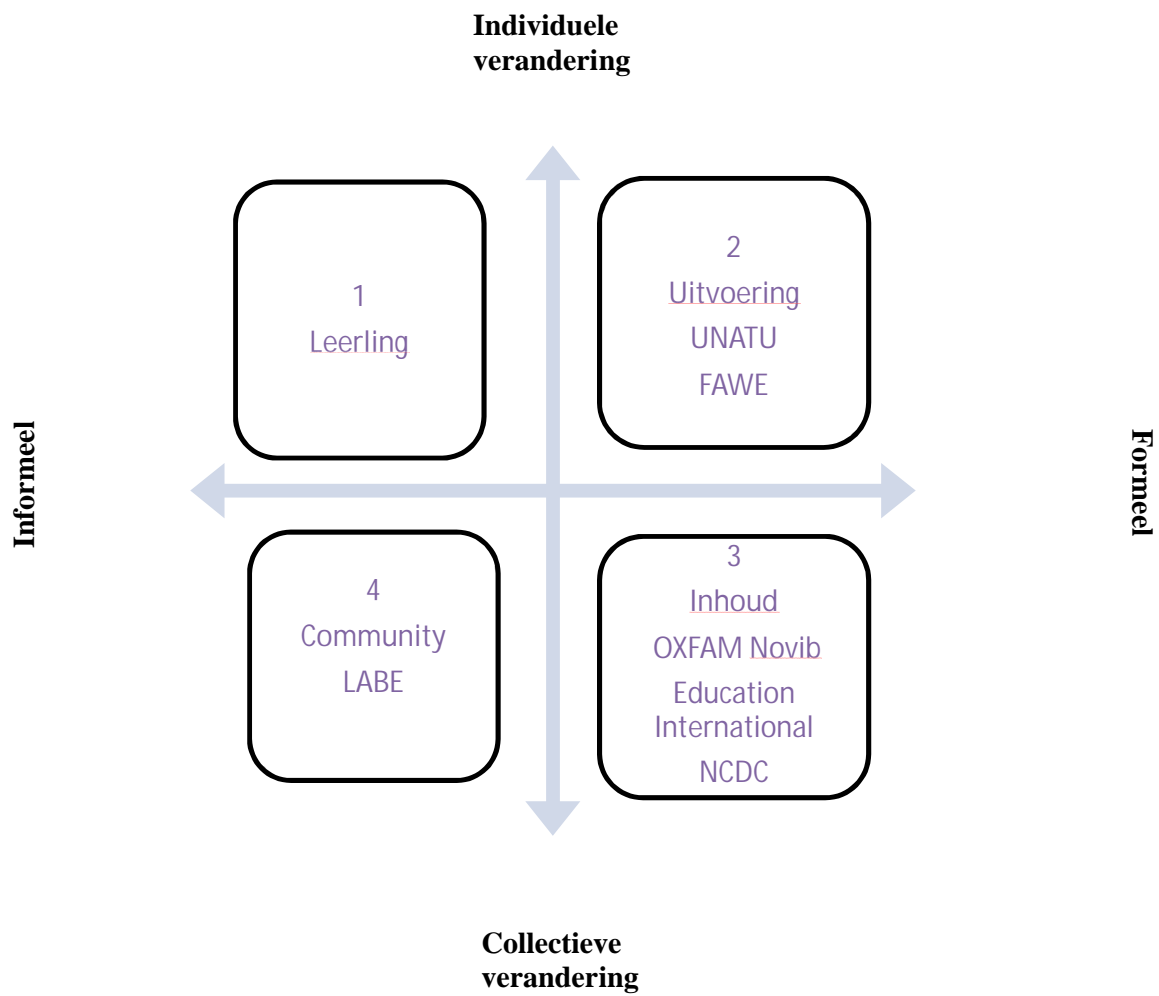 Individuele
verandering
1
Leerling
2
Uitvoering
UNATU
FAWE
Informeel
Formeel
4
Community
LABE
3
Inhoud
OXFAM Novib
Education
International
NCDC
Collectieve
verandering